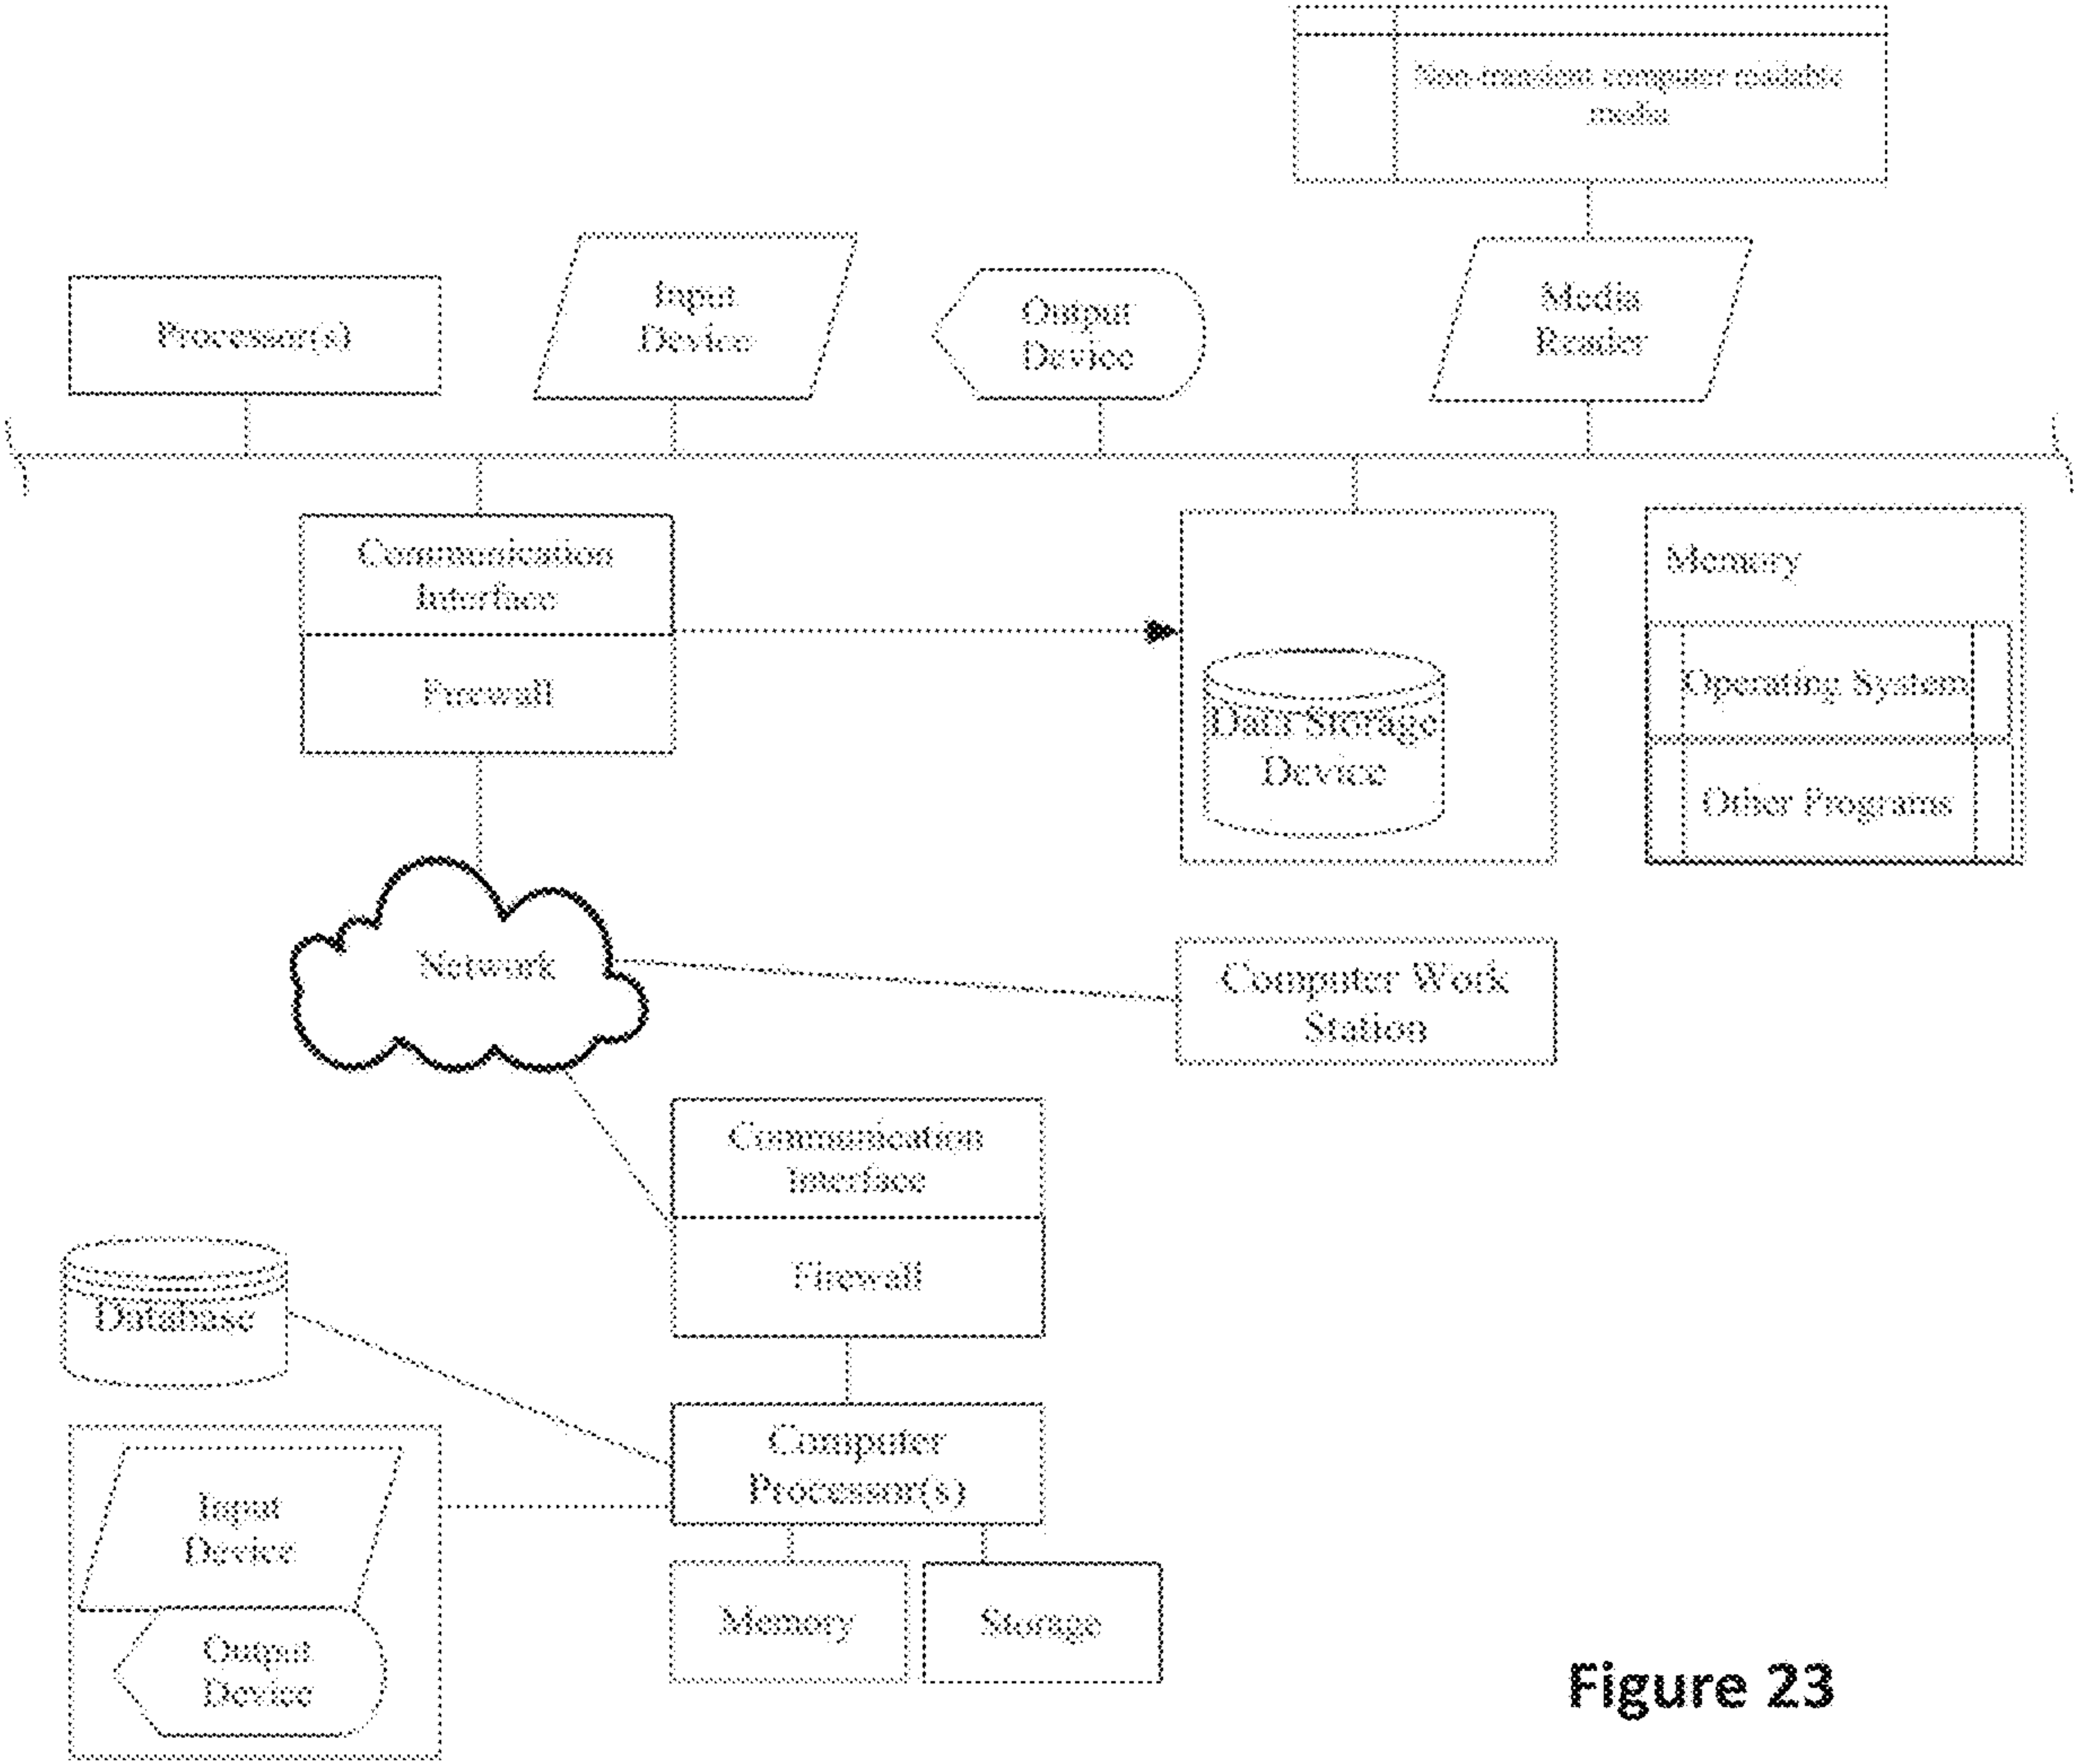 Non-transient computer readable
media
Processor(s)
Input
Device
Output
Device
Media
Reader
Communication
Interface
Firewall
Data Storage
Device
Memory
Operating System
Other Programs
Network
Computer Work
Station
Communication
Interface
Firewall
Database
Computer
Processor(s)
Input
Device
Output
Device
Memory
Storage
Figure 23